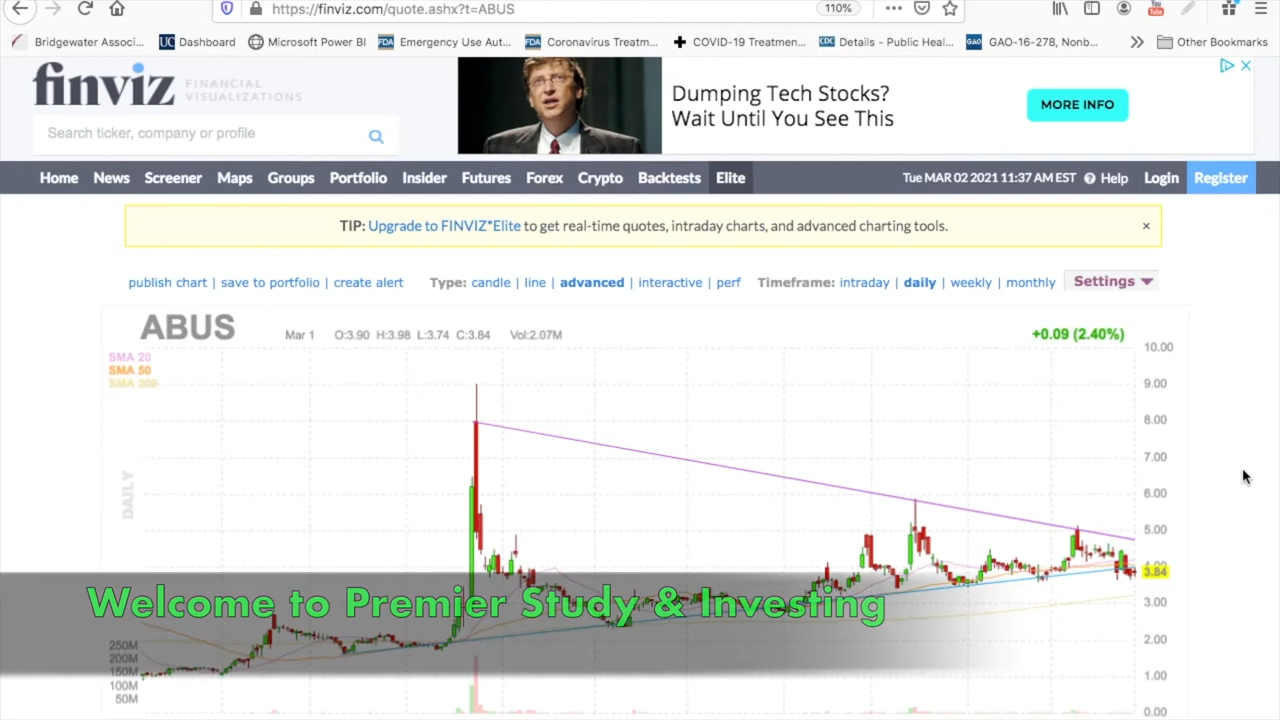 https://finviz.com/quote.ashx?t=ABUS
110%
Bridgewater Associ...
Dashboard
Microsoft Power BI
Emergency Use Aut...
Coronavirus Treatm...
COVID-19 Treatmen...
Details - Public Heal...
GAO-16-278, Nonb...
Other Bookmarks
UC
FDA
FDA
CDC
GAO
finviz FINANCIAL VISUALIZATIONS
Search ticker, company or profile
Dumping Tech Stocks?
Wait Until You See This
MORE INFO
Home News Screener Maps Groups Portfolio Insider Futures Forex Crypto Backtests Elite
Tue MAR 02 2021 11:37 AM EST Help Login Register
TIP: Upgrade to FINVIZ*Elite to get real-time quotes, intraday charts, and advanced charting tools. ×
publish chart | save to portfolio | create alert Type: candle | line | advanced | interactive | perf Timeframe: intraday | daily | weekly | monthly Settings
ABUS Mar 1 O:3.90 H:3.98 L:3.74 C:3.84 Vol:2.07M +0.09 (2.40%)
SMA 20
SMA 50
SMA 200
DAILY
10.00
9.00
8.00
7.00
6.00
5.00
3.84
3.00
2.00
1.00
0.00
Welcome to Premier Study & Investing
250M
200M
150M
100M
50M